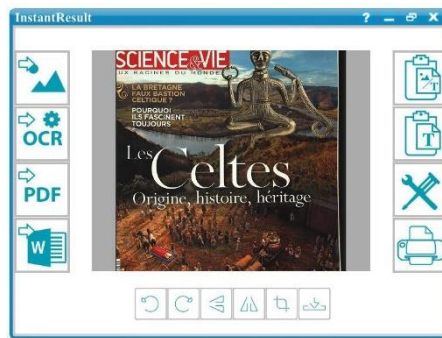 InstantResult
?
SCIENCE&VIE
AUX RACINES DU MONDE
LA BRETAGNE
FAUX BASTION
CELTIQUE ?
POURQUOI
ILS FASCINENT
TOUJOURS
Les
Celtes
Origine, histoire, héritage
OCR
PDF
W
T
T